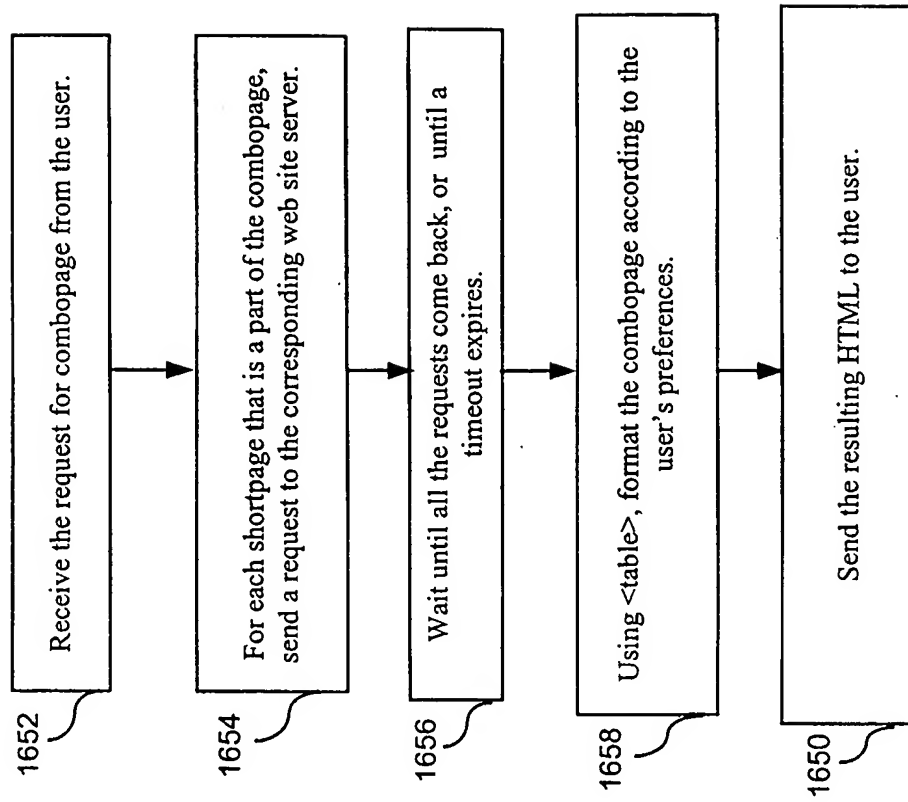 1652
Receive the request for combopage from the user.
1654
For each shortpage that is a part of the combopage,
send a request to the corresponding web site server.
1656
Wait until all the requests come back, or until a
timeout expires.
1658
Using <table>, format the combopage according to the
user's preferences.
1650
Send the resulting HTML to the user.